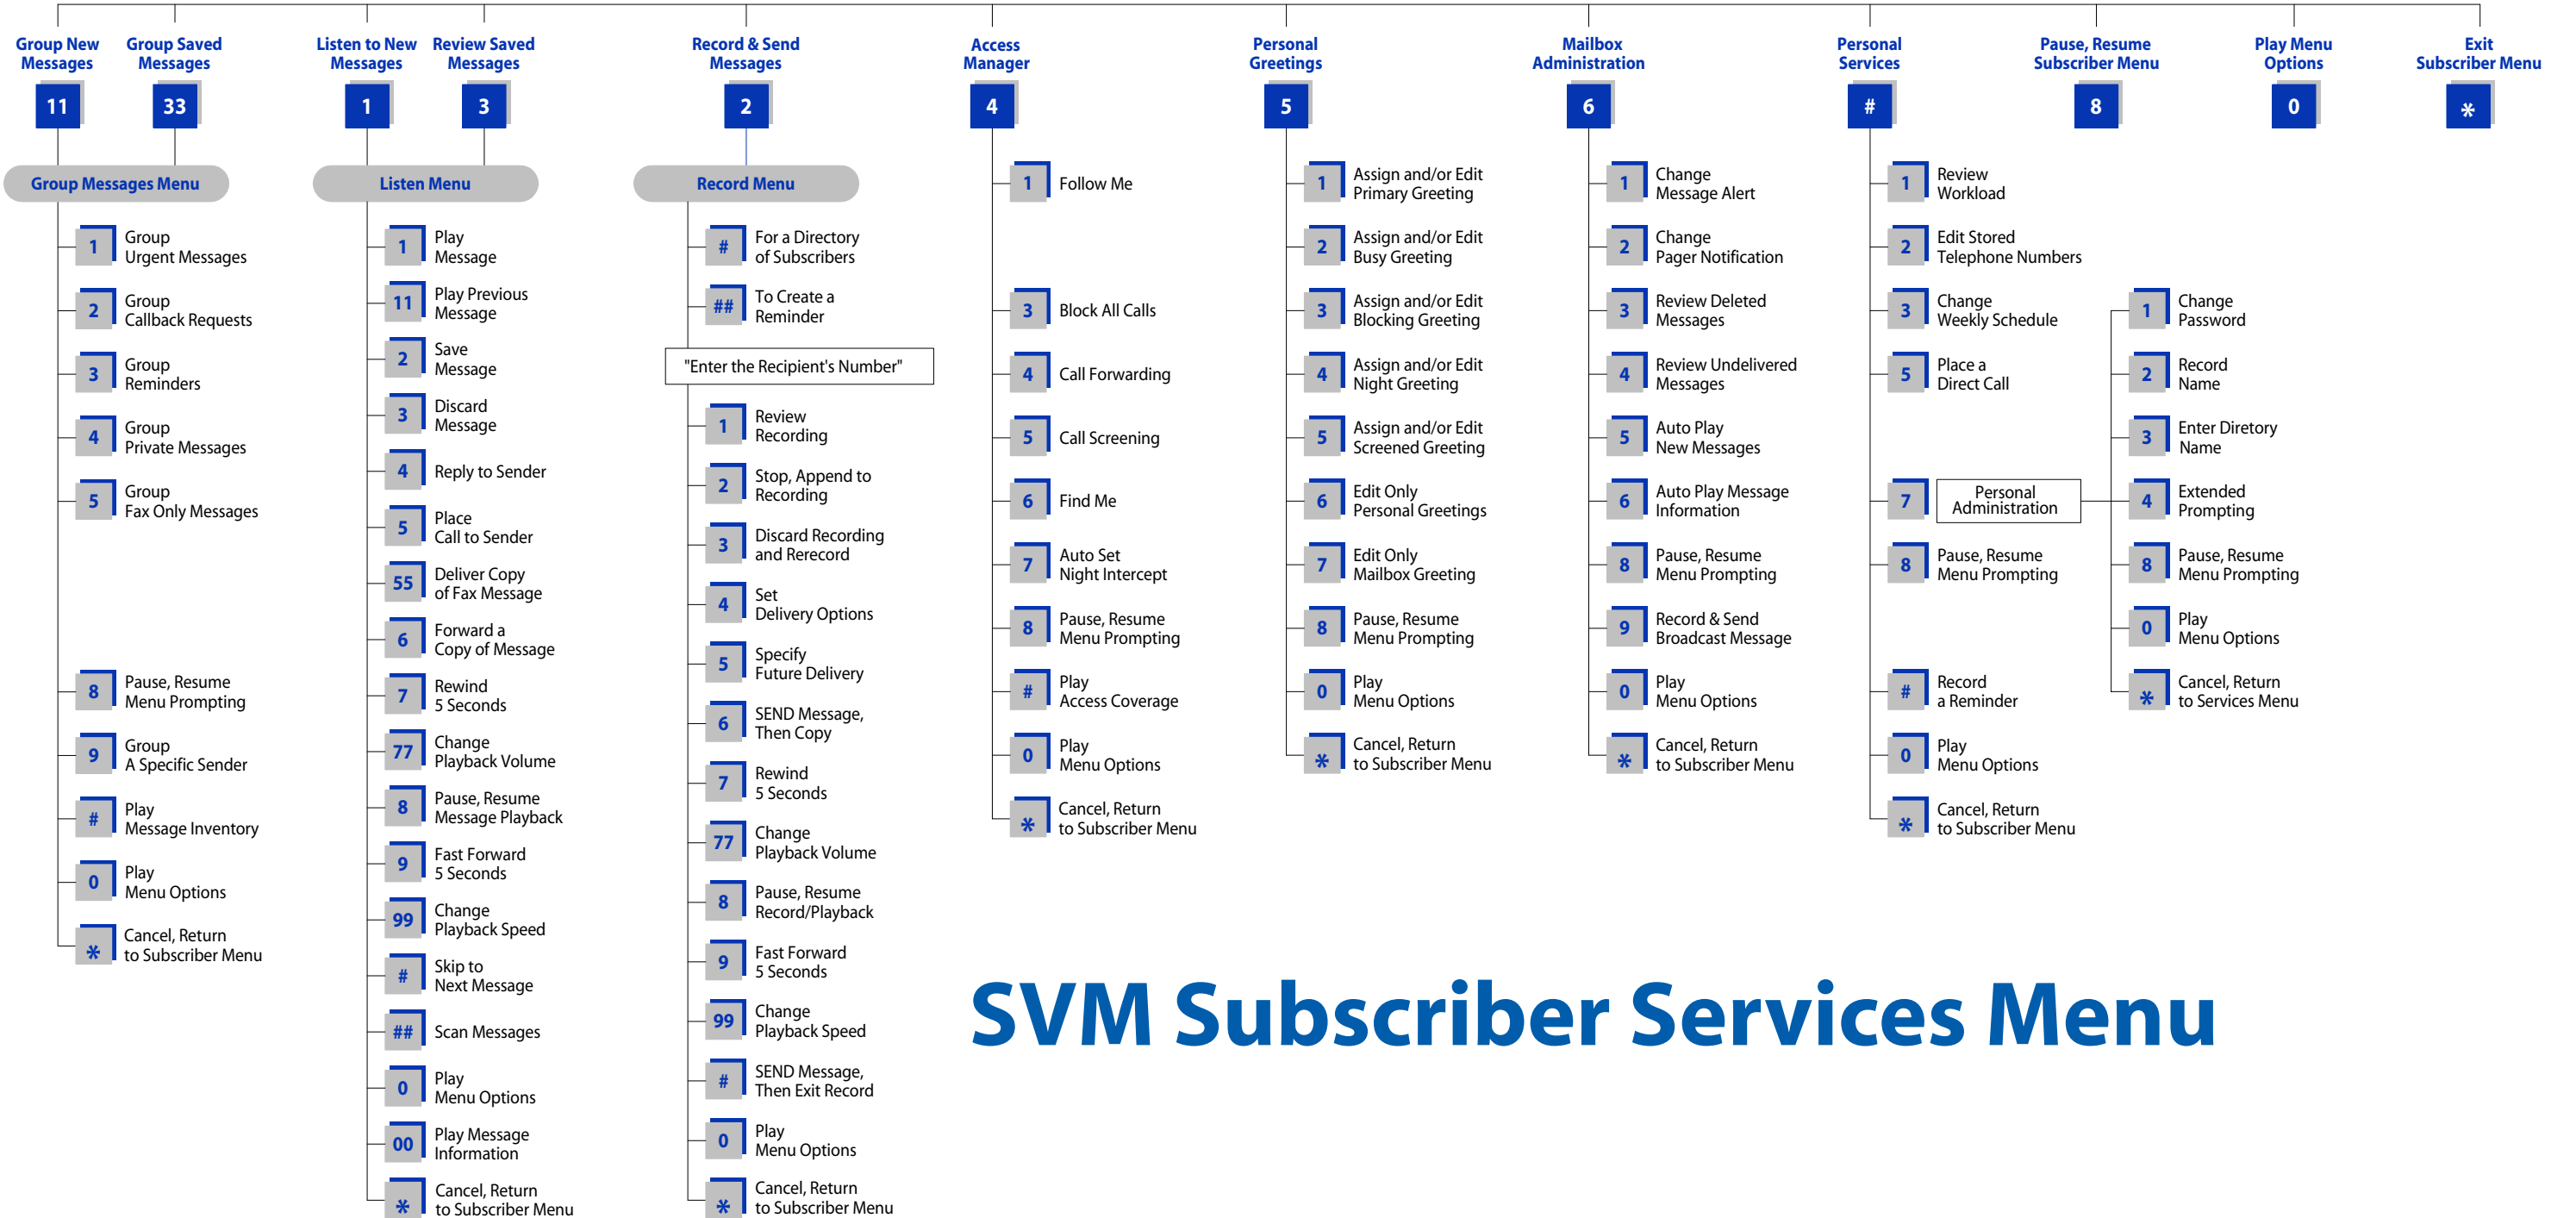 Group New
Messages
11
Group Saved
Messages
33
Group Messages Menu
1
Group
Urgent Messages
2
Group
Callback Requests
3
Group
Reminders
4
Group
Private Messages
5
Group
Fax Only Messages
8
Pause, Resume
Menu Prompting
9
Group
A Specific Sender
#
Play
Message Inventory
0
Play
Menu Options
*
Cancel, Return
to Subscriber Menu
Listen to New
Messages
1
Review Saved
Messages
3
Listen Menu
1
Play
Message
11
Play Previous
Message
2
Save
Message
3
Discard
Message
4
Reply to Sender
5
Place
Call to Sender
55
Deliver Copy
of Fax Message
6
Forward a
Copy of Message
7
Rewind
5 Seconds
77
Change
Playback Volume
8
Pause, Resume
Message Playback
9
Fast Forward
5 Seconds
99
Change
Playback Speed
#
Skip to
Next Message
##
Scan Messages
0
Play
Menu Options
00
Play Message
Information
*
Cancel, Return
to Subscriber Menu
Record & Send
Messages
2
Record Menu
#
For a Directory
of Subscribers
##
To Create a
Reminder
"Enter the Recipient's Number"
1
Review
Recording
2
Stop, Append to
Recording
3
Discard Recording
and Rerecord
4
Set
Delivery Options
5
Specify
Future Delivery
6
SEND Message,
Then Copy
7
Rewind
5 Seconds
77
Change
Playback Volume
8
Pause, Resume
Record/Playback
9
Fast Forward
5 Seconds
99
Change
Playback Speed
#
SEND Message,
Then Exit Record
0
Play
Menu Options
*
Cancel, Return
to Subscriber Menu
Access
Manager
4
1
Follow Me
3
Block All Calls
4
Call Forwarding
5
Call Screening
6
Find Me
7
Auto Set
Night Intercept
8
Pause, Resume
Menu Prompting
#
Play
Access Coverage
0
Play
Menu Options
*
Cancel, Return
to Subscriber Menu
Personal
Greetings
5
1
Assign and/or Edit
Primary Greeting
2
Assign and/or Edit
Busy Greeting
3
Assign and/or Edit
Blocking Greeting
4
Assign and/or Edit
Night Greeting
5
Assign and/or Edit
Screened Greeting
6
Edit Only
Personal Greetings
7
Edit Only
Mailbox Greeting
8
Pause, Resume
Menu Prompting
0
Play
Menu Options
*
Cancel, Return
to Subscriber Menu
Mailbox
Administration
6
1
Change
Message Alert
2
Change
Pager Notification
3
Review Deleted
Messages
4
Review Undelivered
Messages
5
Auto Play
New Messages
6
Auto Play Message
Information
8
Pause, Resume
Menu Prompting
9
Record & Send
Broadcast Message
0
Play
Menu Options
*
Cancel, Return
to Subscriber Menu
Personal
Services
#
1
Review
Workload
2
Edit Stored
Telephone Numbers
3
Change
Weekly Schedule
5
Place a
Direct Call
7
Personal
Administration
8
Pause, Resume
Menu Prompting
#
Record
a Reminder
0
Play
Menu Options
*
Cancel, Return
to Subscriber Menu
1
Change
Password
2
Record
Name
3
Enter Diretory
Name
4
Extended
Prompting
8
Pause, Resume
Menu Prompting
0
Play
Menu Options
*
Cancel, Return
to Services Menu
Pause, Resume
Subscriber Menu
8
Play Menu
Options
0
Exit
Subscriber Menu
*
SVM Subscriber Services Menu